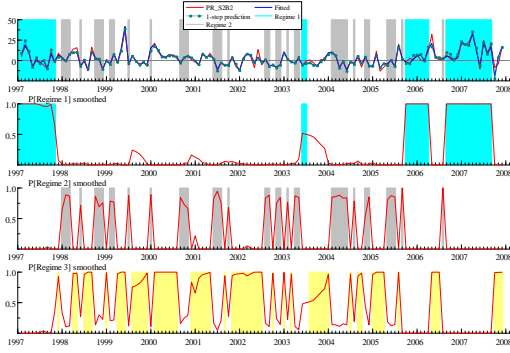 PR_S2B2 Fitted
1-step prediction Regime 1
Regime 2
50
0
1997 1998 1999 2000 2001 2002 2003 2004 2005 2006 2007 2008
P[Regime 1] smoothed
1.0
0.5
1997 1998 1999 2000 2001 2002 2003 2004 2005 2006 2007 2008
P[Regime 2] smoothed
1.0
0.5
1997 1998 1999 2000 2001 2002 2003 2004 2005 2006 2007 2008
P[Regime 3] smoothed
1.0
0.5
1997 1998 1999 2000 2001 2002 2003 2004 2005 2006 2007 2008